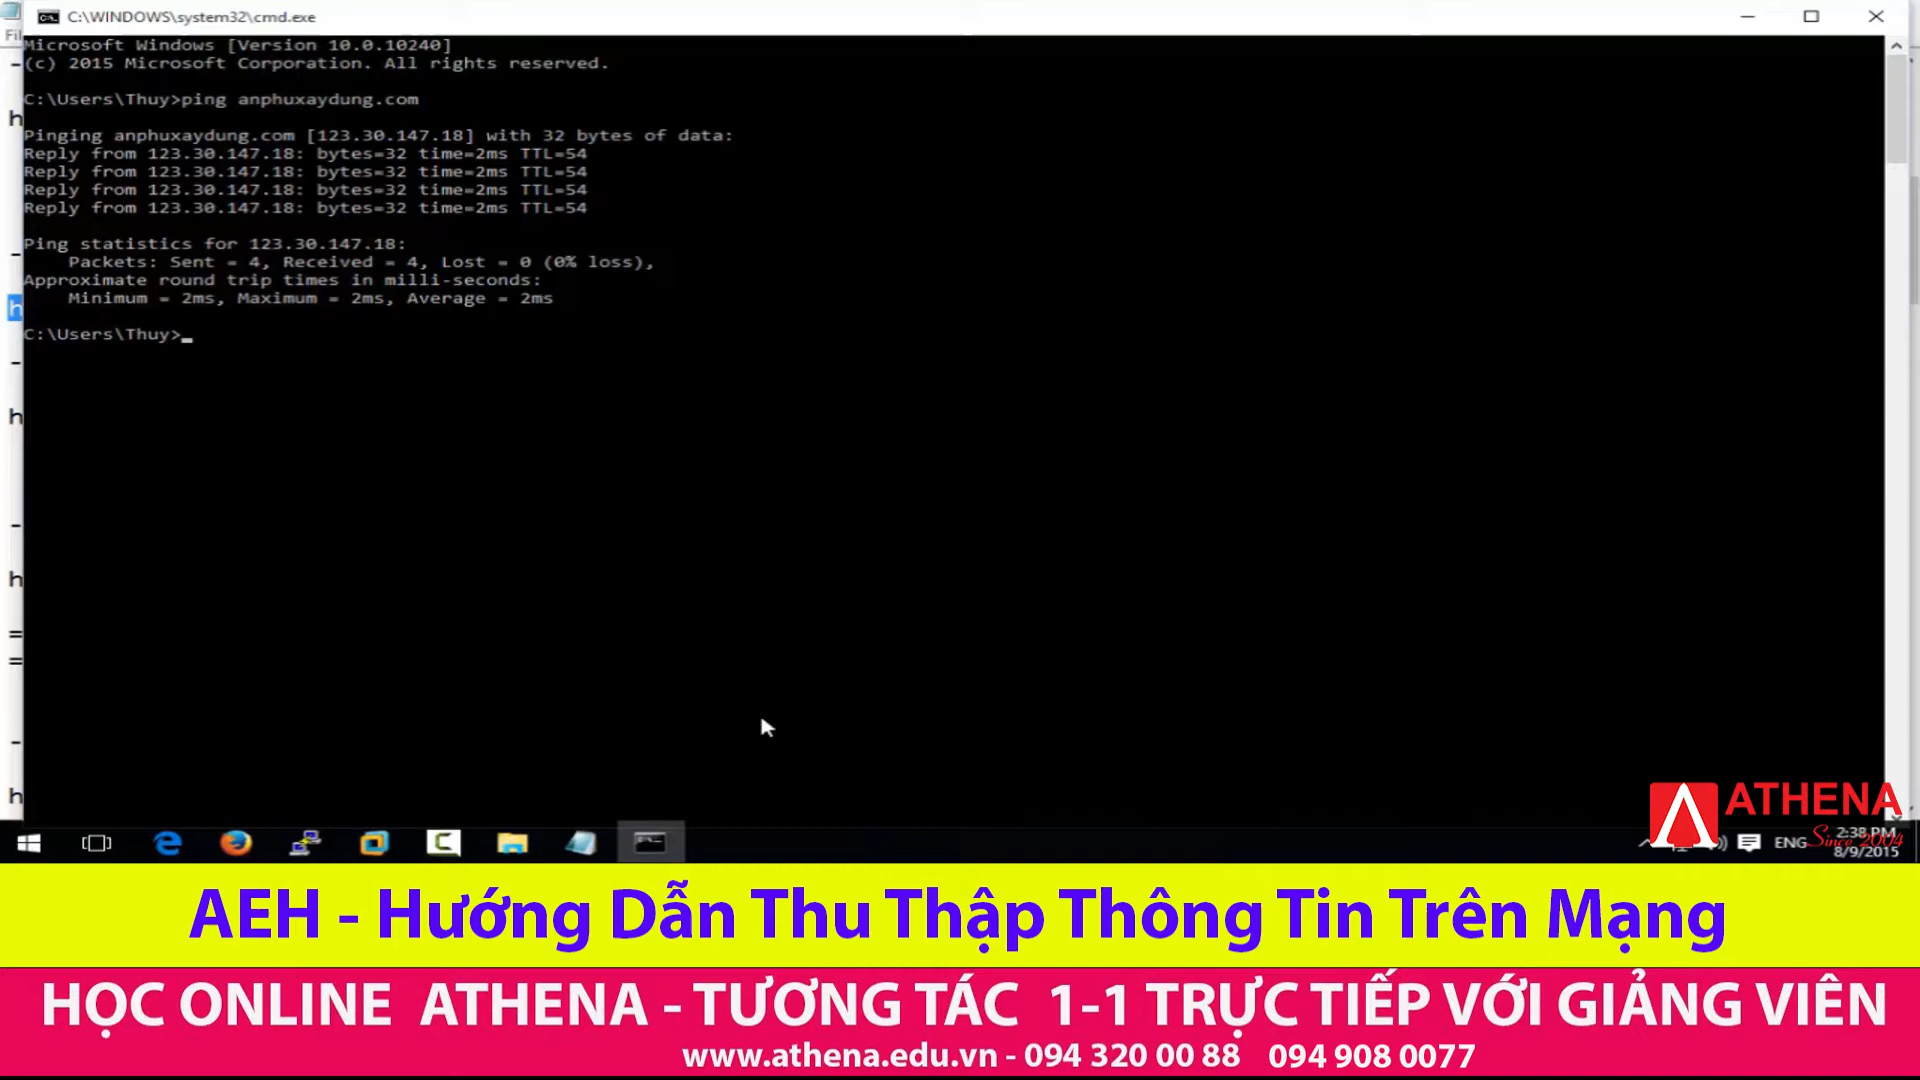 C:\WINDOWS\system32\cmd.exe
Microsoft Windows [Version 10.0.10240]
(c) 2015 Microsoft Corporation. All rights reserved.
C:\Users\Thuy>ping anphuxaydung.com
Pinging anphuxaydung.com [123.30.147.18] with 32 bytes of data:
Reply from 123.30.147.18: bytes=32 time=2ms TTL=54
Reply from 123.30.147.18: bytes=32 time=2ms TTL=54
Reply from 123.30.147.18: bytes=32 time=2ms TTL=54
Reply from 123.30.147.18: bytes=32 time=2ms TTL=54
Ping statistics for 123.30.147.18:
Packets: Sent = 4, Received = 4, Lost = 0 (0% loss),
Approximate round trip times in milli-seconds:
Minimum = 2ms, Maximum = 2ms, Average = 2ms
C:\Users\Thuy>_
ATHENA
Since 2004
ENG
2:38 PM
8/9/2015
AEH - Hướng Dẫn Thu Thập Thông Tin Trên Mạng
HỌC ONLINE ATHENA - TƯƠNG TÁC 1-1 TRỰC TIẾP VỚI GIẢNG VIÊN
www.athena.edu.vn - 094 320 00 88 094 908 0077